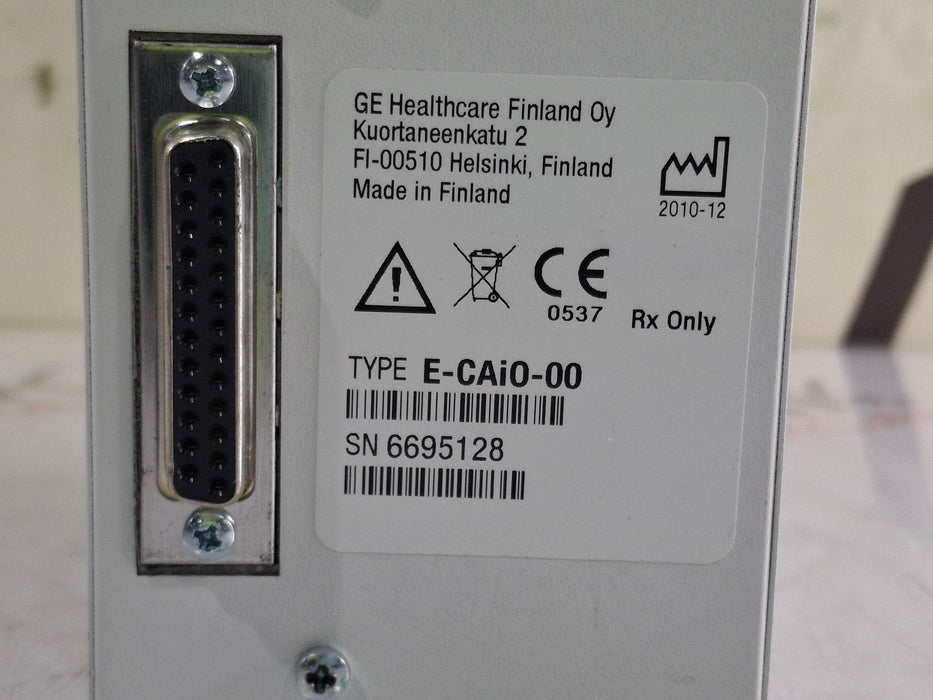 GE Healthcare Finland Oy
Kuortaneenkatu 2
FI-00510 Helsinki, Finland
Made in Finland
2010-12
CE
0537
Rx Only
TYPE E-CAiO-00
SN 6695128